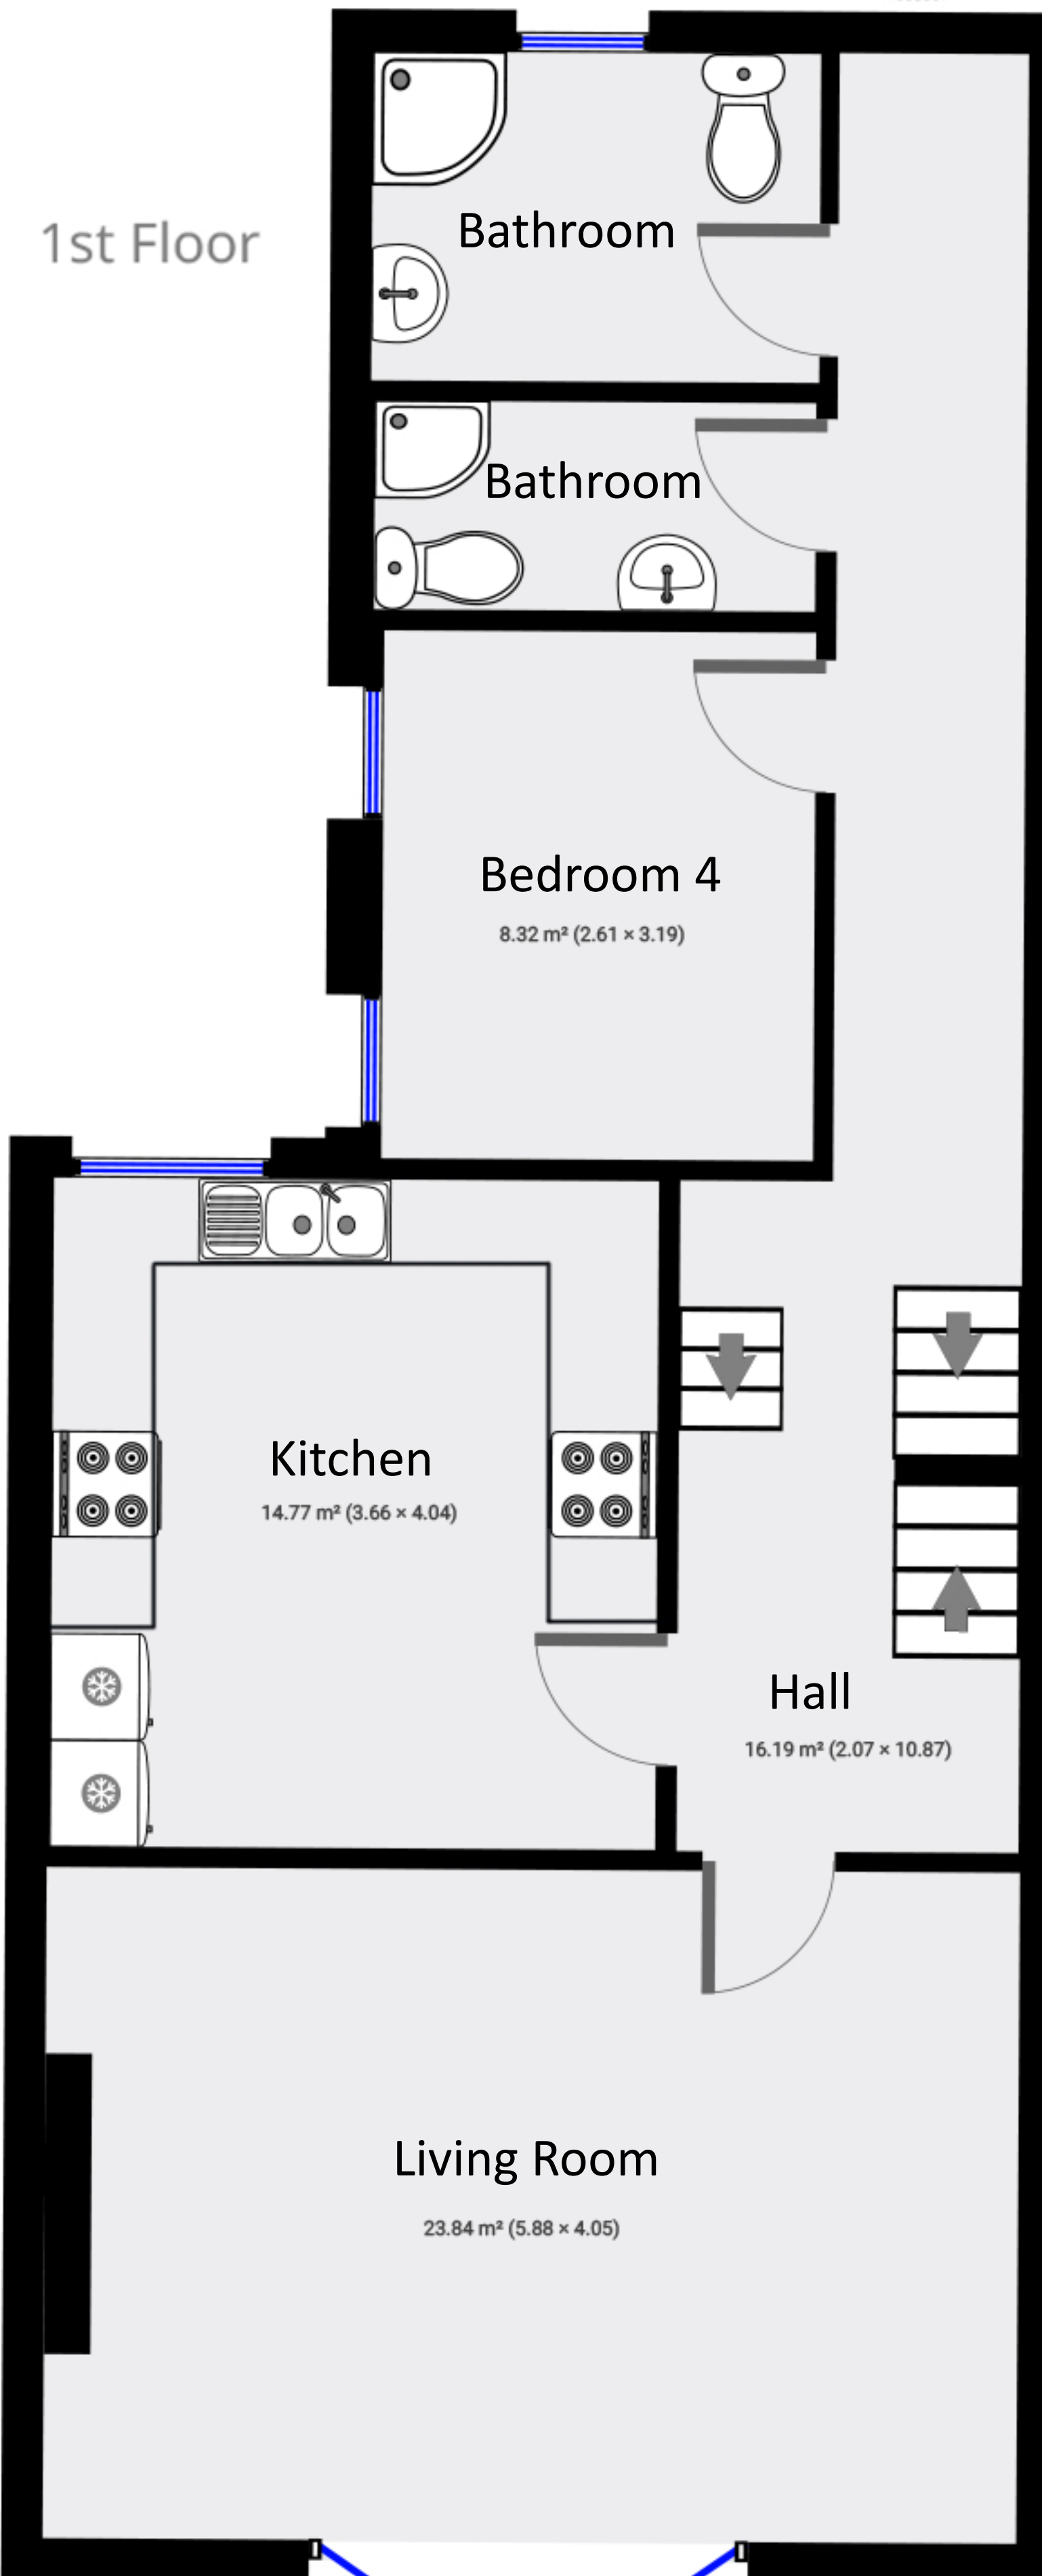 1st Floor
Bathroom
Bathroom
Bedroom 4
8.32 m² (2.61 × 3.19)
Kitchen
14.77 m² (3.66 × 4.04)
Hall
16.19 m² (2.07 × 10.87)
Living Room
23.84 m² (5.88 × 4.05)